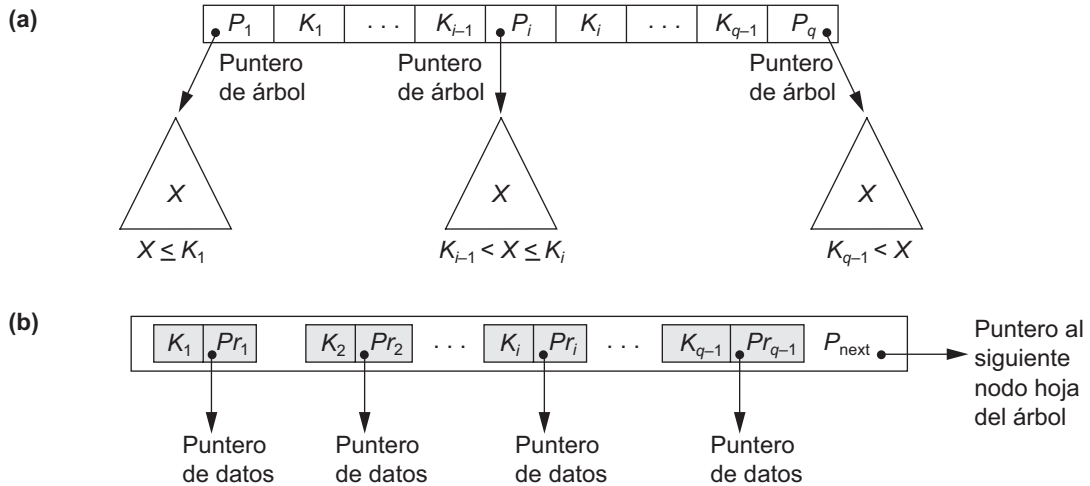 (a)
P1 K1 . . . Ki–1 Pi Ki . . . Kq–1 Pq
Puntero de árbol
Puntero de árbol
Puntero de árbol
X
X
X
X ≤ K1
Ki–1 < X ≤ Ki
Kq–1 < X
(b)
K1 Pr1 K2 Pr2 . . . Ki Pri . . . Kq–1 Prq–1 Pnext
Puntero al
siguiente
nodo hoja
del árbol
Puntero
de datos
Puntero
de datos
Puntero
de datos
Puntero
de datos